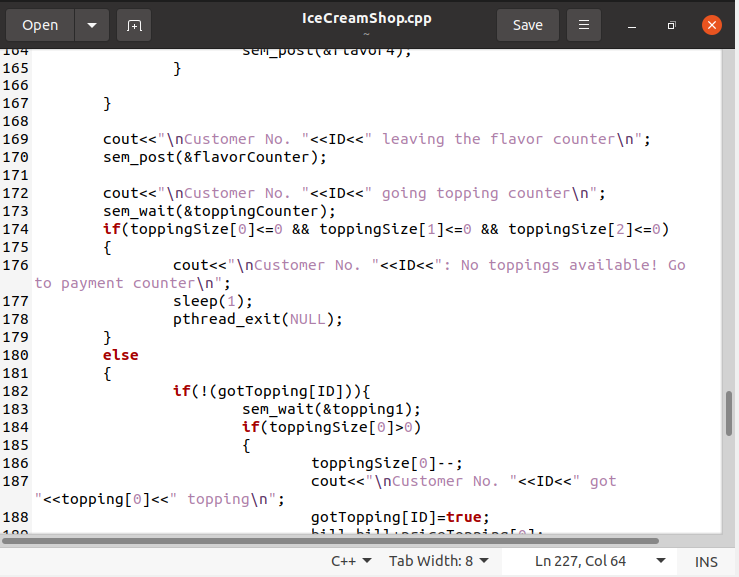 Open
IceCreamShop.cpp
~
Save
164 sem_post(&flavor4);
165 }
166
167 }
168
169 cout<<"\nCustomer No. "<<ID<<" leaving the flavor counter\n";
170 sem_post(&flavorCounter);
171
172 cout<<"\nCustomer No. "<<ID<<" going topping counter\n";
173 sem_wait(&toppingCounter);
174 if(toppingSize[0]<=0 && toppingSize[1]<=0 && toppingSize[2]<=0)
175 {
176 cout<<"\nCustomer No. "<<ID<<": No toppings available! Go
to payment counter\n";
177 sleep(1);
178 pthread_exit(NULL);
179 }
180 else
181 {
182 if(!(gotTopping[ID])){
183 sem_wait(&topping1);
184 if(toppingSize[0]>0)
185 {
186 toppingSize[0]--;
187 cout<<"\nCustomer No. "<<ID<<" got
"<<topping[0]<<" topping\n";
188 gotTopping[ID]=true;
189 bill=bill+priceTopping[0];
C++ Tab Width: 8 Ln 227, Col 64 INS